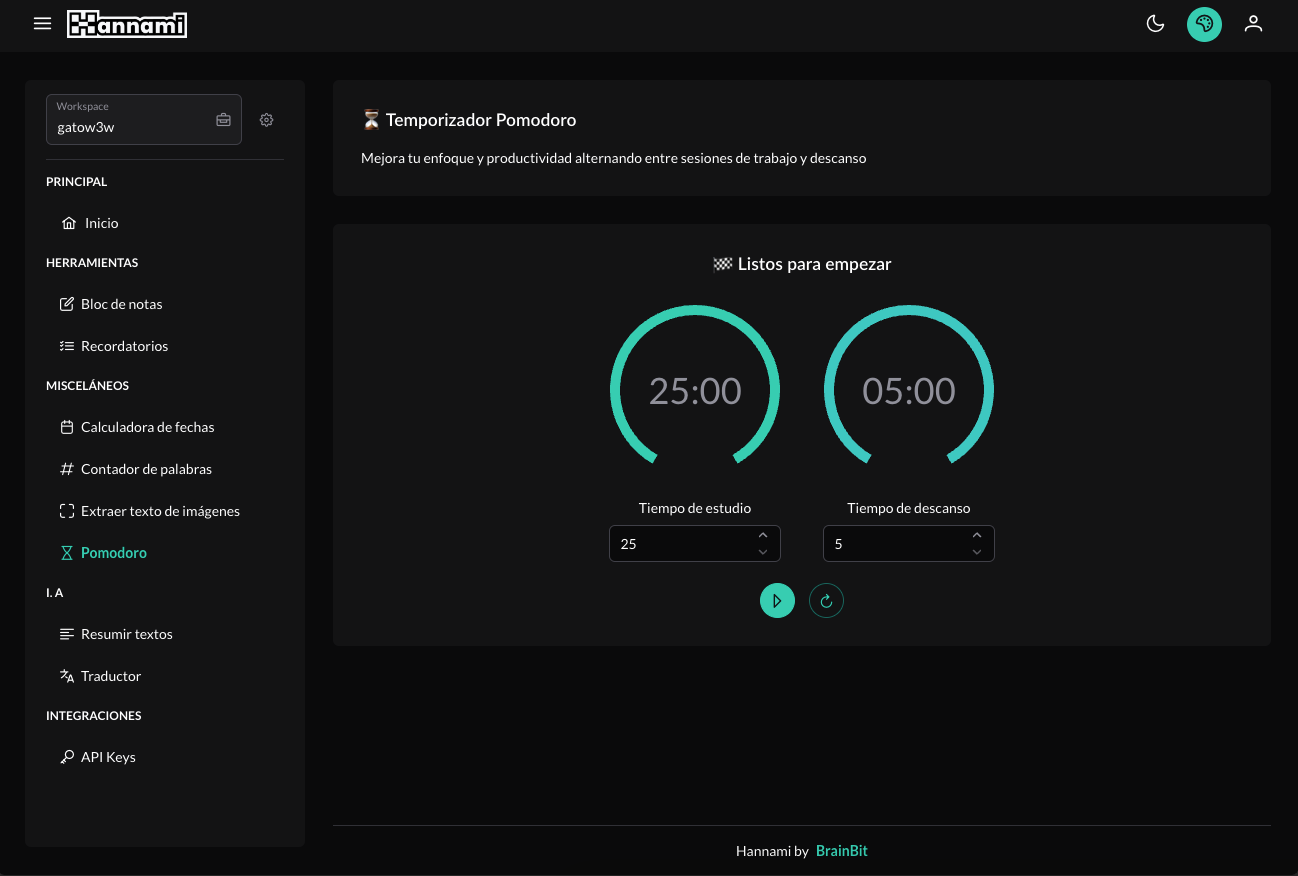 Hannami
Workspace
gatow3w
PRINCIPAL
Inicio
HERRAMIENTAS
Bloc de notas
Recordatorios
MISCELÁNEOS
Calculadora de fechas
Contador de palabras
Extraer texto de imágenes
Pomodoro
I. A
Resumir textos
Traductor
INTEGRACIONES
API Keys
⏳ Temporizador Pomodoro
Mejora tu enfoque y productividad alternando entre sesiones de trabajo y descanso
🏁 Listos para empezar
25:00
05:00
Tiempo de estudio
Tiempo de descanso
25
5
Hannami by BrainBit